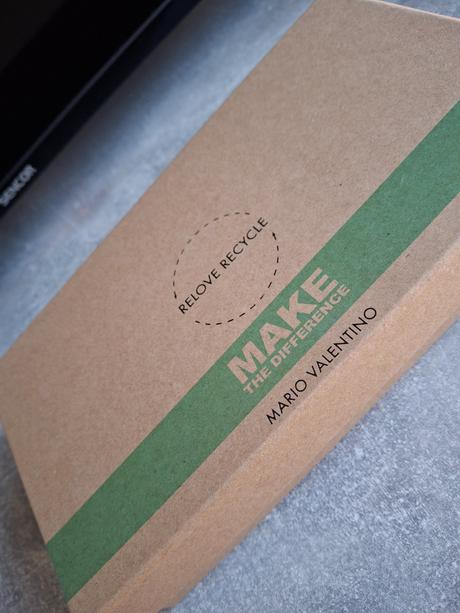 SENCOR
RELOVE RECYCLE
MAKE
THE DIFFERENCE
MARIO VALENTINO